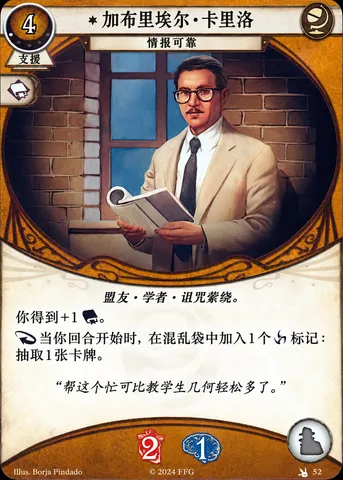 4
支援
✶加布里埃尔·卡里洛
情报可靠
盟友·学者·诅咒萦绕。
你得到+1。
当你回合开始时，在混乱袋中加入1个标记：
抽取1张卡牌。
“帮这个忙可比教学生几何轻松多了。”
2
1
Illus. Borja Pindado
© 2024 FFG
52